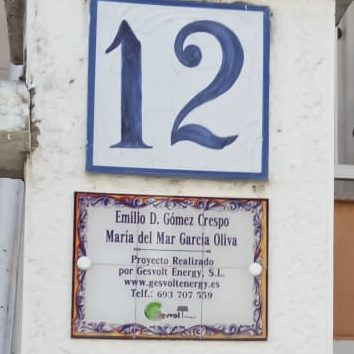 12
Emilio D. Gómez Crespo
María del Mar García Oliva
Proyecto Realizado
por Gesvolt Energy, S.L.
www.gesvoltenergy.es
Telf.: 693 707 559
Gesvolt